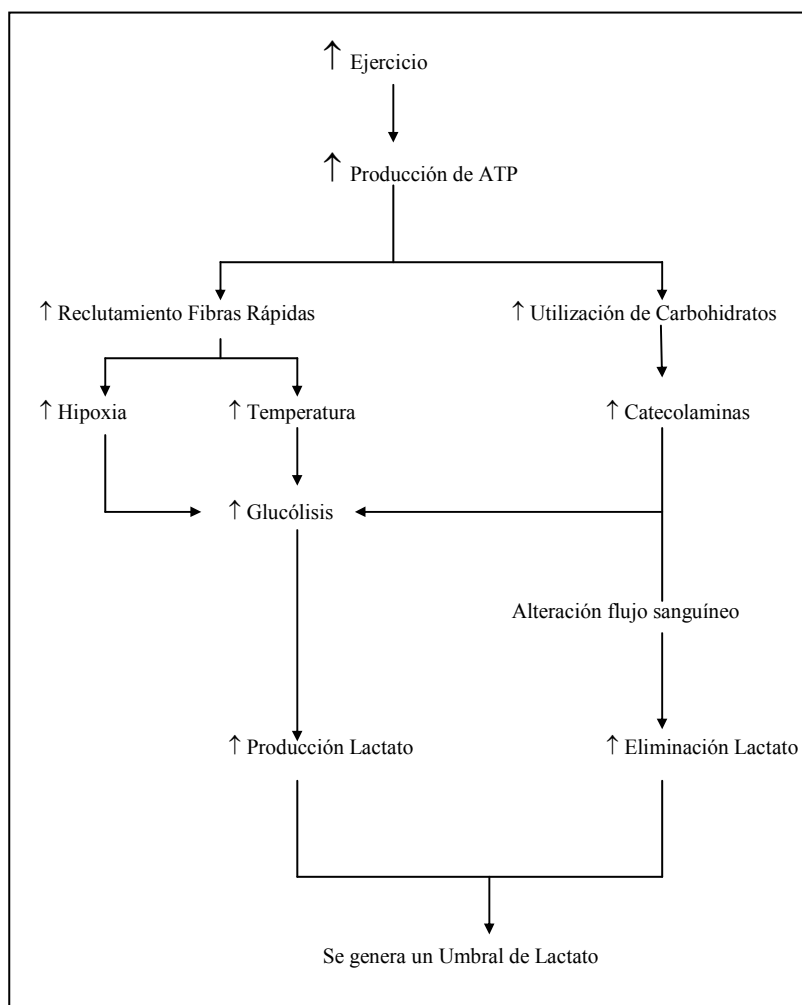 ↑ Ejercicio
↑ Producción de ATP
↑ Reclutamiento Fibras Rápidas
↑ Utilización de Carbohidratos
↑ Hipoxia
↑ Temperatura
↑ Catecolaminas
↑ Glucólisis
Alteración flujo sanguíneo
↑ Producción Lactato
↑ Eliminación Lactato
Se genera un Umbral de Lactato